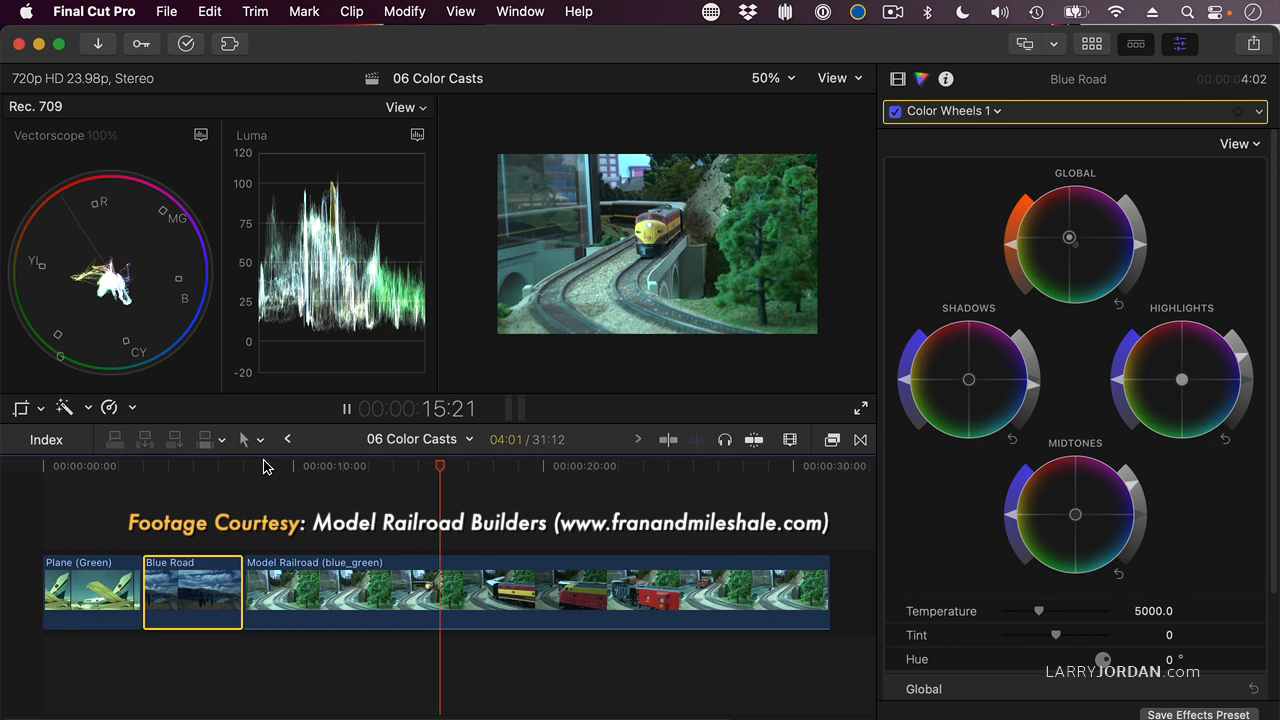 Final Cut Pro File Edit Trim Mark Clip Modify View Window Help
720p HD 23.98p, Stereo 06 Color Casts 50% View Blue Road 00:00:04:02
Rec. 709 View
Color Wheels 1
Vectorscope 100% Luma
View
120
100
75
50
25
0
-20
R
MG
YL
B
G
CY
GLOBAL
SHADOWS HIGHLIGHTS
MIDTONES
00:00:15:21
Index 06 Color Casts 04:01 / 31:12
00:00:00:00 00:00:10:00 00:00:20:00 00:00:30:00
Footage Courtesy: Model Railroad Builders (www.franandmileshale.com)
Plane (Green) Blue Road Model Railroad (blue_green)
Temperature 5000.0
Tint 0
Hue 0 °
LARRYJORDAN.com
Global
Save Effects Preset